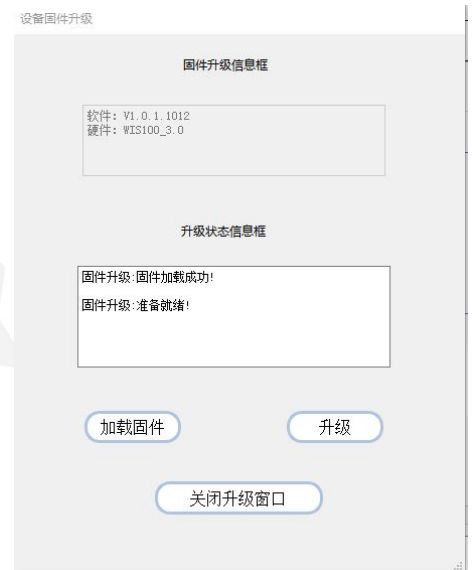 设备固件升级
固件升级信息框
软件: V1.0.1.1012
硬件: WIS100_3.0
升级状态信息框
固件升级:固件加载成功!
固件升级:准备就绪!
加载固件
升级
关闭升级窗口